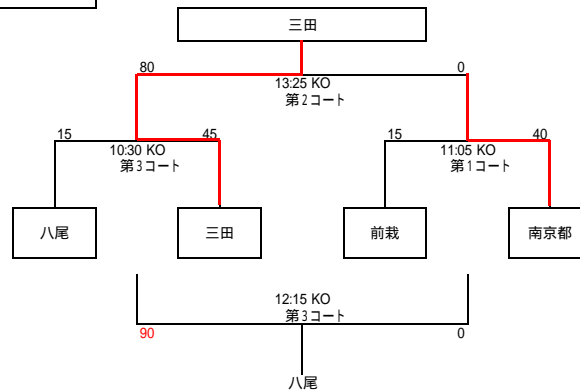 三田
80 0
13:25 KO
第2コート
15 45 15 40
10:30 KO 11:05 KO
第3コート 第1コート
八尾 三田 前栽 南京都
12:15 KO
第3コート
90 0
八尾